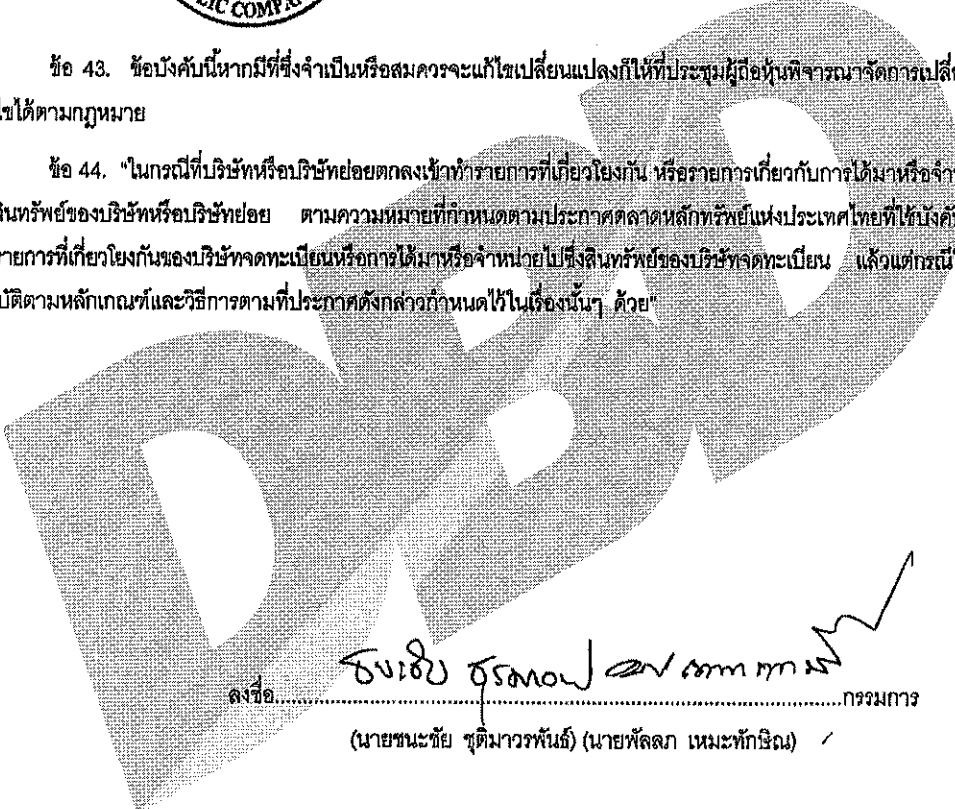 LIC COMPA
ข้อ 43. ข้อบังคับนี้หากมีที่ซึ่งจำเป็นหรือสมควรจะแก้ไขเปลี่ยนแปลงก็ให้ที่ประชุมผู้ถือหุ้นพิจารณาจัดการเปลี่
ไขได้ตามกฎหมาย
ข้อ 44. "ในกรณีที่บริษัทหรือบริษัทย่อยตกลงเข้าทำรายการที่เกี่ยวโยงกัน หรือรายการเกี่ยวกับการได้มาหรือจำ
สินทรัพย์ของบริษัทหรือบริษัทย่อย ตามความหมายที่กำหนดตามประกาศตลาดหลักทรัพย์แห่งประเทศไทยที่ใช้บังคั
รายการที่เกี่ยวโยงกันของบริษัทจดทะเบียนหรือการได้มาหรือจำหน่ายไปซึ่งสินทรัพย์ของบริษัทจดทะเบียน แล้วแต่กรณี
บัติตามหลักเกณฑ์และวิธีการตามที่ประกาศดังกล่าวกำหนดไว้ในเรื่องนั้นๆ ด้วย"
DBD
ลงชื่อ....................กรรมการ
(นายชนะชัย ชุติมาวรพันธ์) (นายพัลลภ เหมะทักษิณ)